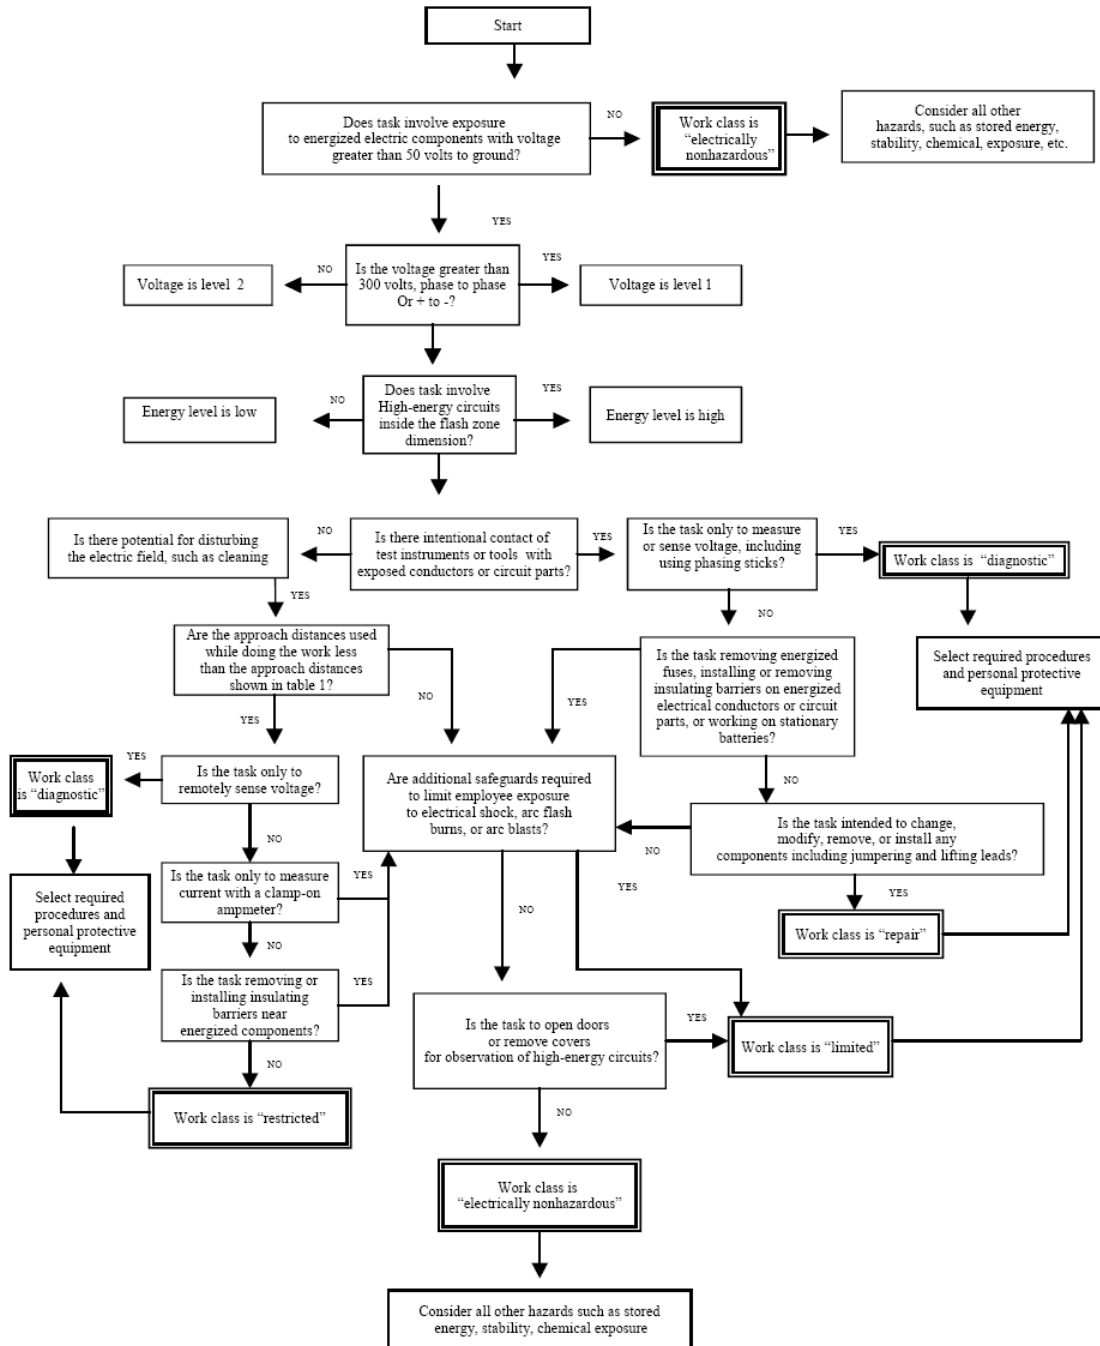 Start
Does task involve exposure
to energized electric components with voltage
greater than 50 volts to ground?
NO
Work class is
“electrically
nonhazardous”
Consider all other
hazards, such as stored energy,
stability, chemical, exposure, etc.
YES
Voltage is level 2
NO
Is the voltage greater than
300 volts, phase to phase
Or + to -?
YES
Voltage is level 1
Energy level is low
NO
Does task involve
High-energy circuits
inside the flash zone
dimension?
YES
Energy level is high
Is there potential for disturbing
the electric field, such as cleaning
NO
Is there intentional contact of
test instruments or tools with
exposed conductors or circuit parts?
YES
Is the task only to measure
or sense voltage, including
using phasing sticks?
YES
Work class is “diagnostic”
YES
NO
Are the approach distances used
while doing the work less
than the approach distances
shown in table 1?
NO
YES
Is the task removing energized
fuses, installing or removing
insulating barriers on energized
electrical conductors or circuit
parts, or working on stationary
batteries?
Select required procedures
and personal protective
equipment
YES
Work class
is “diagnostic”
YES
Is the task only to
remotely sense voltage?
Are additional safeguards required
to limit employee exposure
to electrical shock, arc flash
burns, or arc blasts?
NO
Is the task intended to change,
modify, remove, or install any
components including jumpering and lifting leads?
NO
NO
Select required
procedures and
personal protective
equipment
Is the task only to measure
current with a clamp-on
ampmeter?
YES
YES
NO
YES
Work class is “repair”
NO
Is the task removing or
installing insulating
barriers near
energized components?
YES
Is the task to open doors
or remove covers
for observation of high-energy circuits?
YES
Work class is “limited”
NO
Work class is “restricted”
NO
Work class is
“electrically nonhazardous”
Consider all other hazards such as stored
energy, stability, chemical exposure